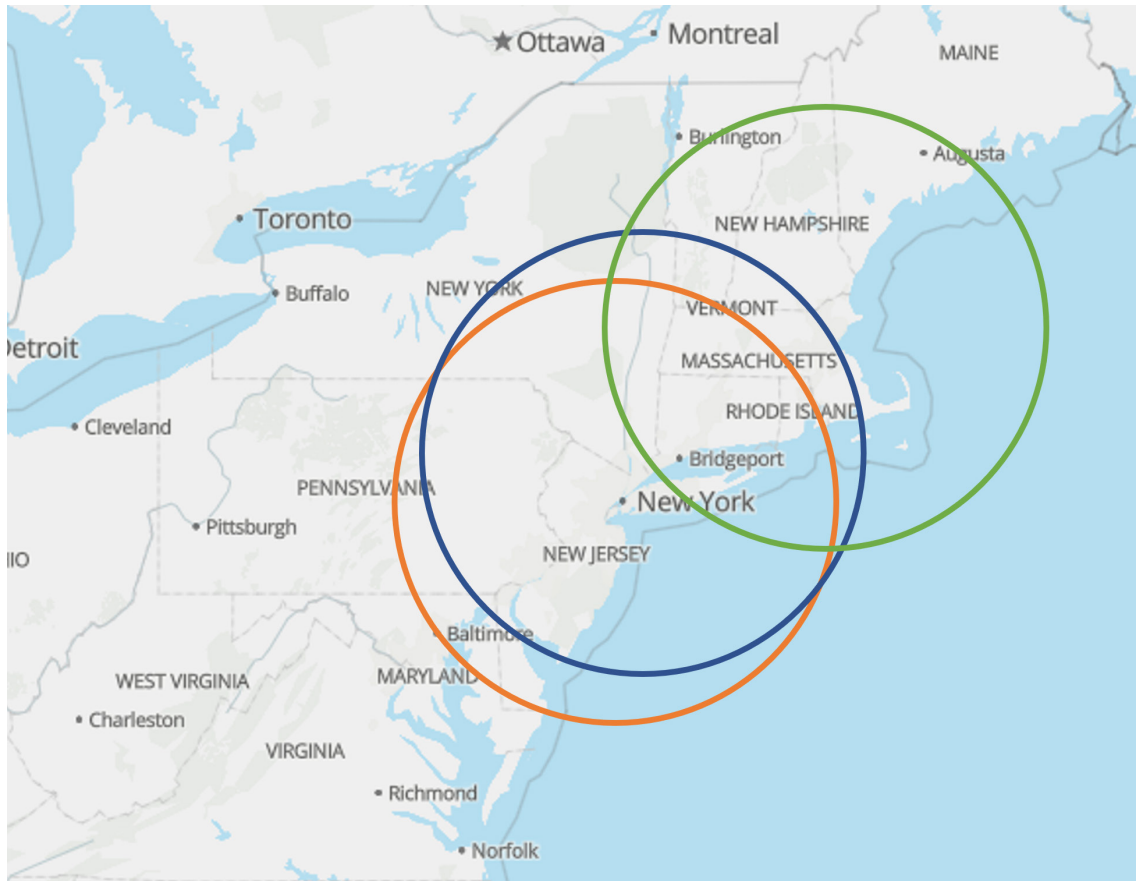 Ottawa
Montreal
MAINE
Burlington
Augusta
Toronto
NEW HAMPSHIRE
NEW YORK
Buffalo
VERMONT
Detroit
MASSACHUSETTS
RHODE ISLAND
Cleveland
Bridgeport
PENNSYLVANIA
New York
Pittsburgh
NEW JERSEY
IO
Baltimore
MARYLAND
WEST VIRGINIA
Charleston
VIRGINIA
Richmond
Norfolk